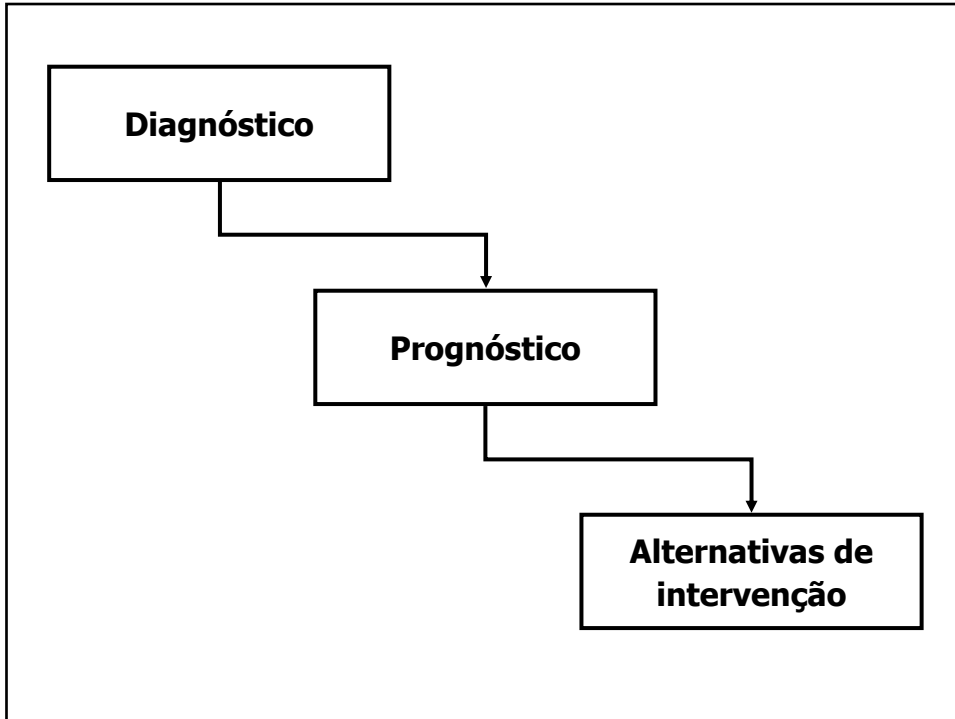 Diagnóstico
Prognóstico
Alternativas de
intervenção